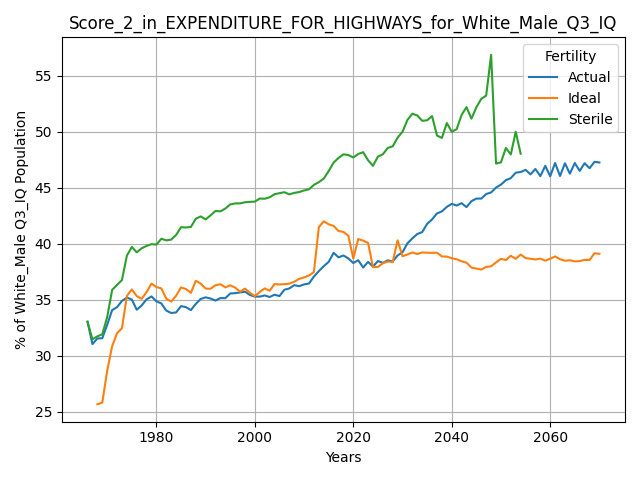 Score_2_in_EXPENDITURE_FOR_HIGHWAYS_for_White_Male_Q3_IQ
% of White_Male Q3_IQ Population
55
50
45
40
35
30
25
Fertility
Actual
Ideal
Sterile
1980
2000
2020
2040
2060
Years